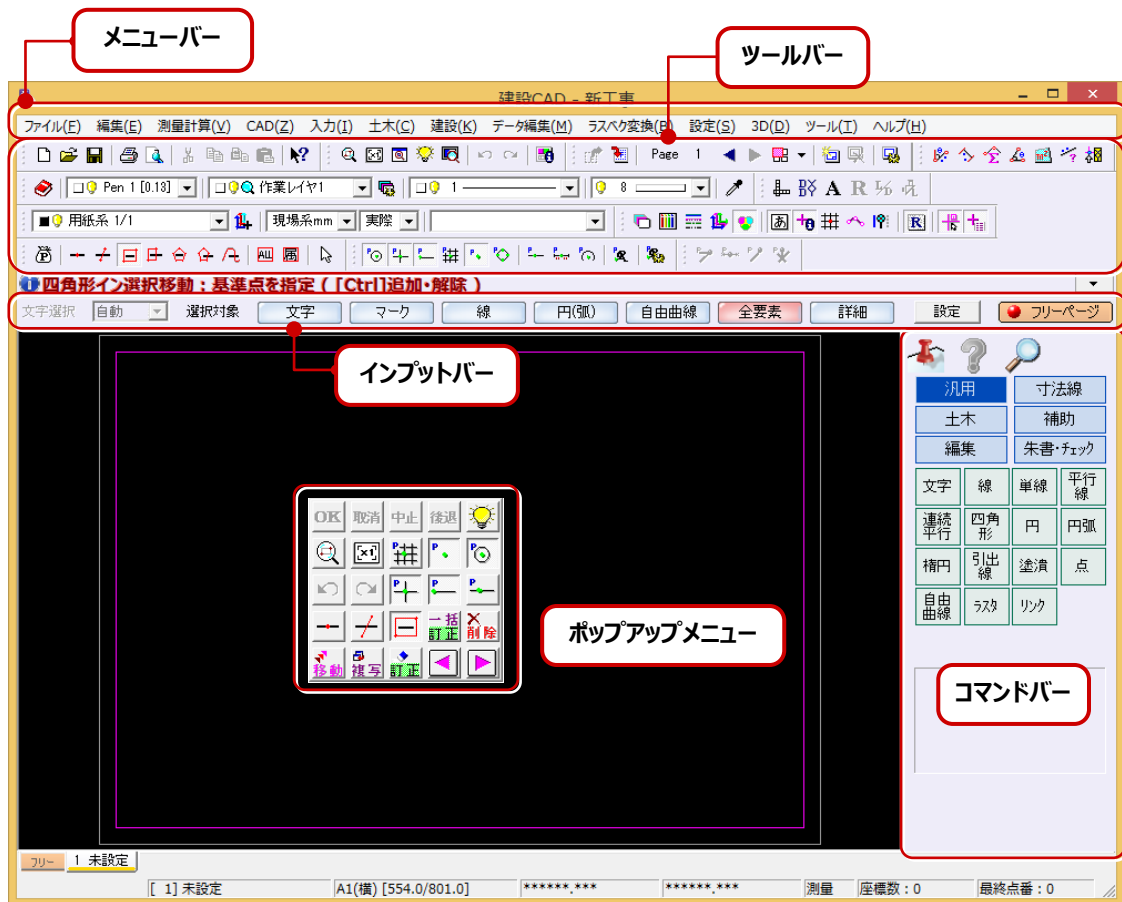 メニューバー
ツールバー
建設CAD - 新工事
ファイル(F) 編集(E) 測量計算(V) CAD(Z) 入力(I) 土木(C) 建設(K) データ編集(M) ラスベク変換(P) 設定(S) 3D(D) ツール(T) ヘルプ(H)
Page 1
Pen 1 [0.13] 作業レイヤ1 1 8
用紙系 1/1 現場系mm 実際
四角形イン選択移動：基準点を指定 ( [Ctrl]追加・解除 )
文字選択 自動 選択対象 文字 マーク 線 円(弧) 自由曲線 全要素 詳細 設定 フリーページ
インプットバー
汎用 寸法線
土木 補助
編集 朱書・チェック
文字 線 単線 平行線
連続平行 四角形 円 円弧
楕円 引出線 塗潰 点
自由曲線 ラスタ リンク
OK 取消 中止 後退
一括訂正 削除
移動 複写 訂正
ポップアップメニュー
コマンドバー
フリー 1 未設定
[ 1] 未設定 A1(横) [554.0/801.0] ******.*** ******.*** 測量 座標数：0 最終点番：0